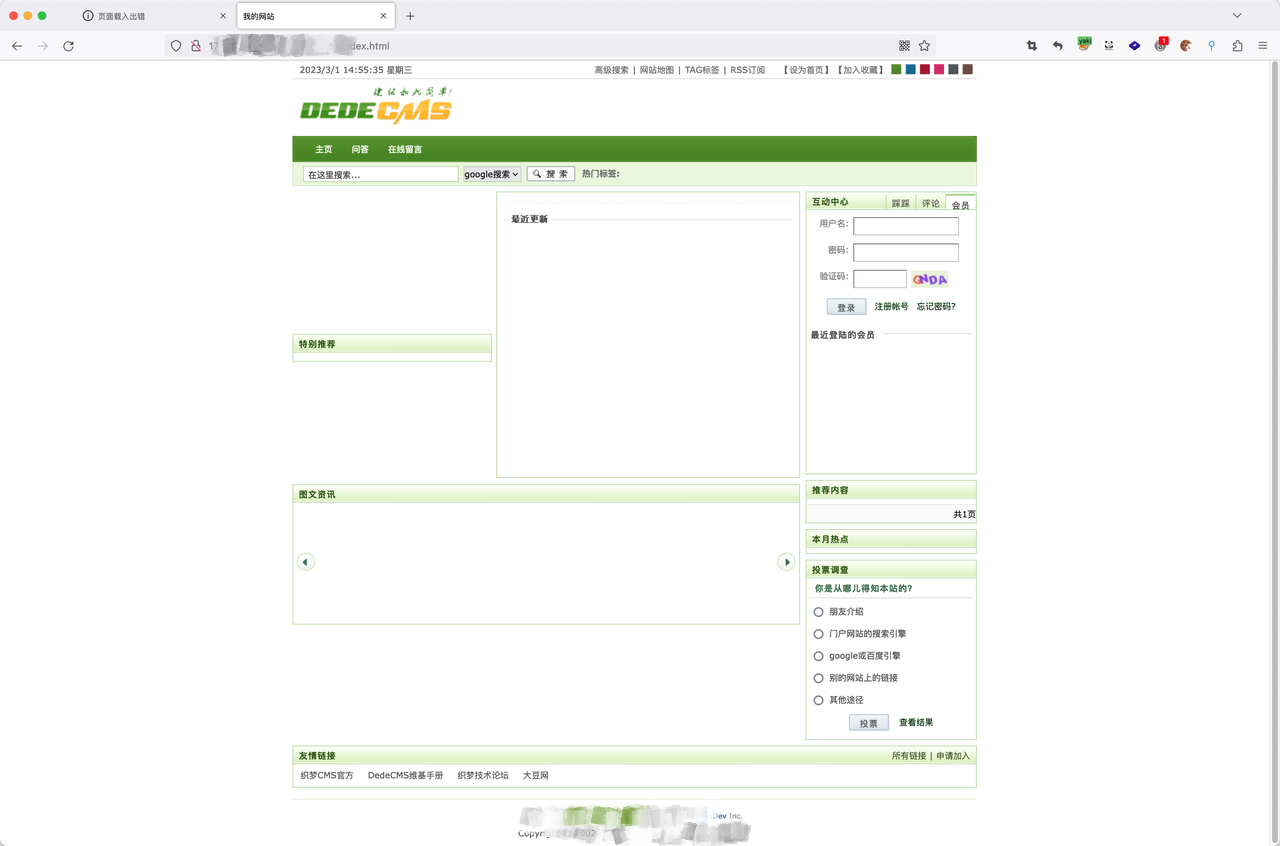 页面载入出错
我的网站
dex.html
yaki
1
2023/3/1 14:55:35 星期三
高级搜索 | 网站地图 | TAG标签 | RSS订阅 【设为首页】【加入收藏】
建站如此简单!
DEDECMS
主页 问答 在线留言
在这里搜索... google搜索 搜 索 热门标签:
互动中心 踩踩 评论 会员
最近更新
用户名:
密码:
验证码: GNDA
登录 注册帐号 忘记密码?
最近登陆的会员
特别推荐
图文资讯
推荐内容
共1页
本月热点
投票调查
你是从哪儿得知本站的?
朋友介绍
门户网站的搜索引擎
google或百度引擎
别的网站上的链接
其他途径
投票 查看结果
友情链接 所有链接 | 申请加入
织梦CMS官方 DedeCMS维基手册 织梦技术论坛 大豆网
Dev Inc.
Copyri